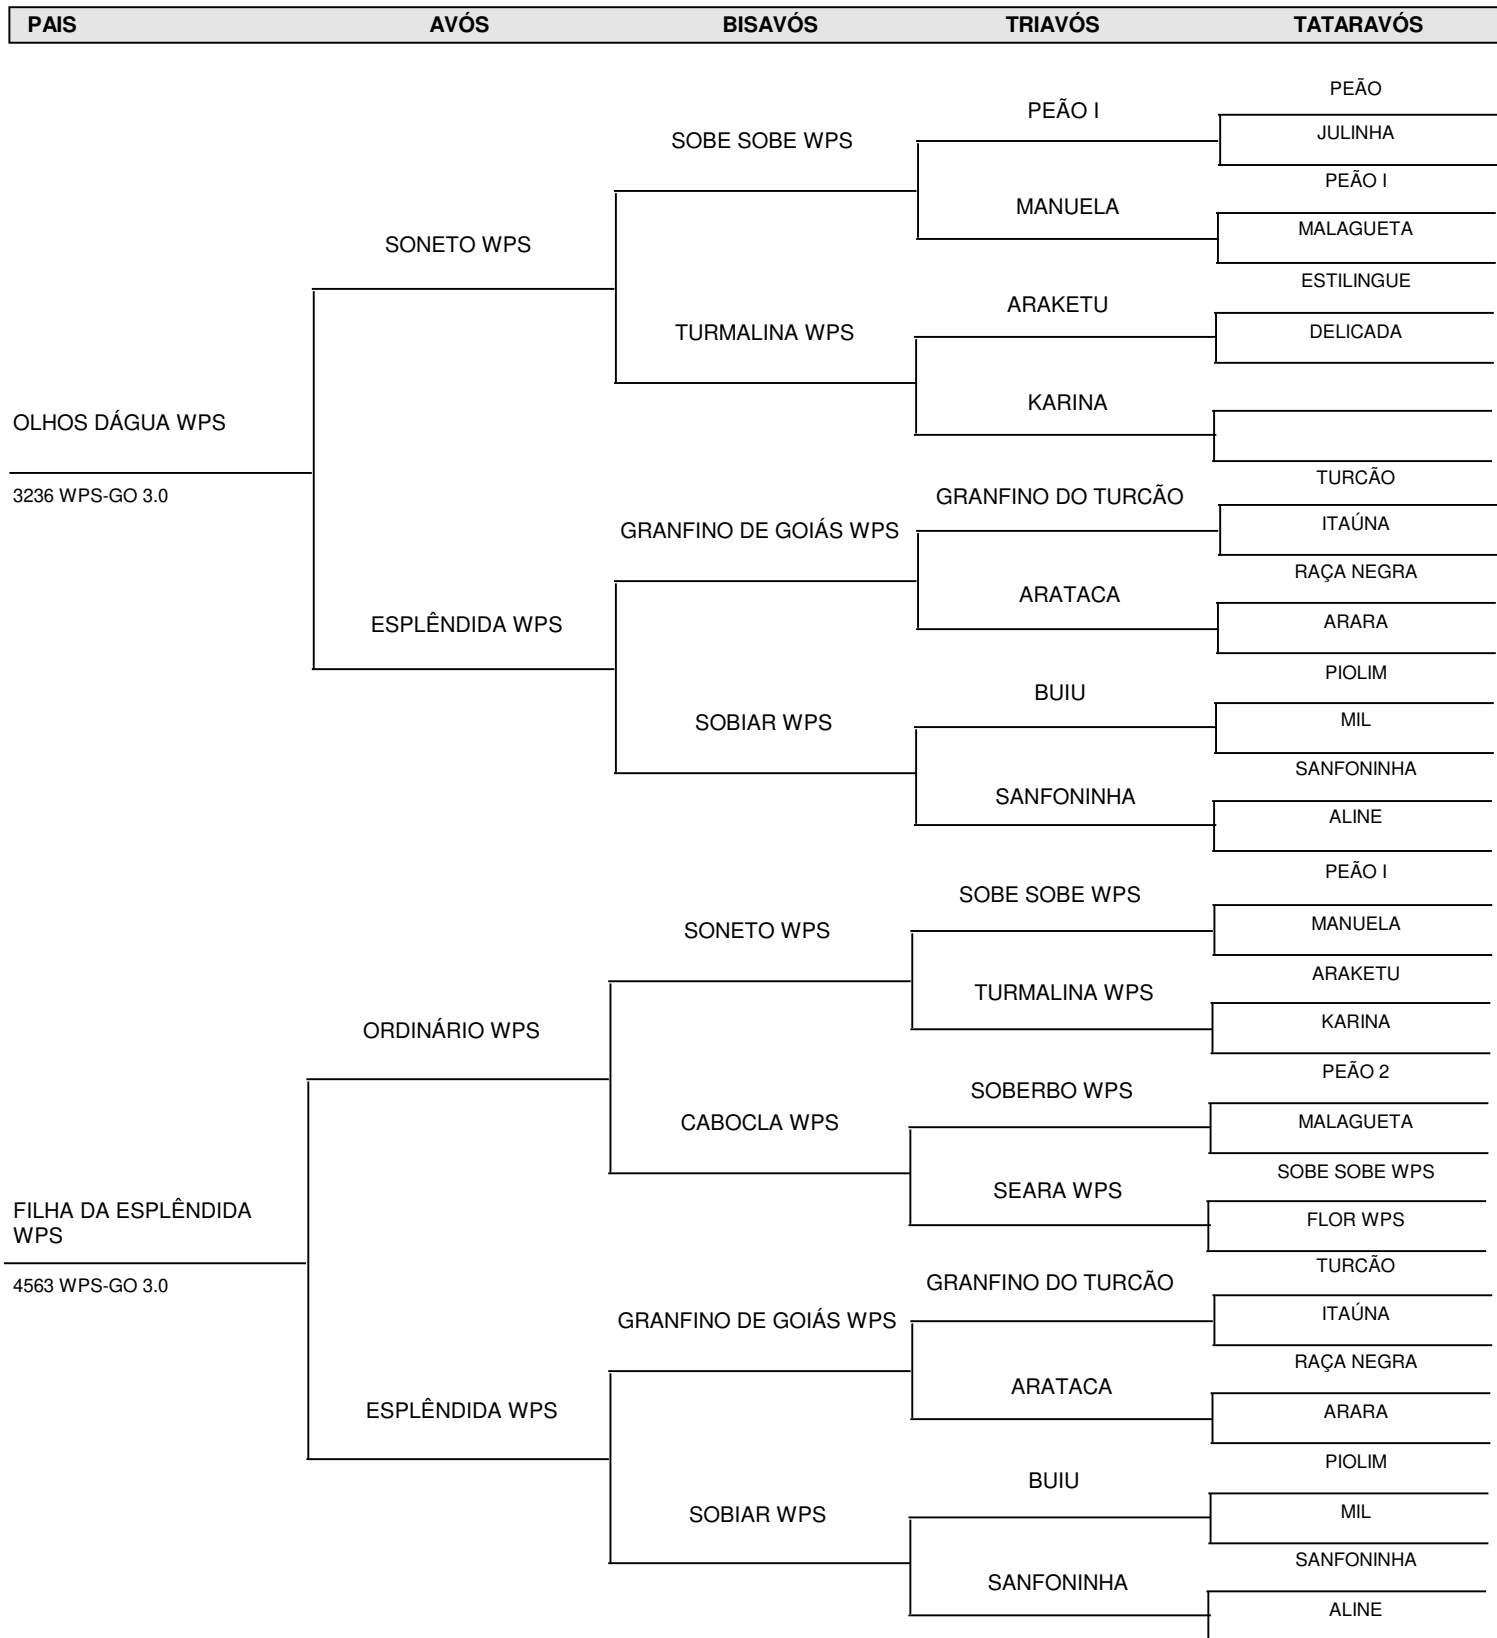 PAIS AVÓS BISAVÓS TRIAVÓS TATARAVÓS
PEÃO
PEÃO I
JULINHA
SOBE SOBE WPS
PEÃO I
MANUELA
MALAGUETA
SONETO WPS
ESTILINGUE
ARAKETU
TURMALINA WPS
DELICADA
KARINA
OLHOS DÁGUA WPS
3236 WPS-GO 3.0
TURCÃO
GRANFINO DO TURCÃO
GRANFINO DE GOIÁS WPS
ITAÚNA
RAÇA NEGRA
ARATACA
ESPLÊNDIDA WPS
ARARA
PIOLIM
BUIU
SOBIAR WPS
MIL
SANFONINHA
SANFONINHA
ALINE
PEÃO I
SOBE SOBE WPS
SONETO WPS
MANUELA
ARAKETU
TURMALINA WPS
ORDINÁRIO WPS
KARINA
PEÃO 2
SOBERBO WPS
CABOCLA WPS
MALAGUETA
SOBE SOBE WPS
SEARA WPS
FILHA DA ESPLÊNDIDA
WPS
FLOR WPS
4563 WPS-GO 3.0
TURCÃO
GRANFINO DO TURCÃO
GRANFINO DE GOIÁS WPS
ITAÚNA
RAÇA NEGRA
ARATACA
ESPLÊNDIDA WPS
ARARA
PIOLIM
BUIU
SOBIAR WPS
MIL
SANFONINHA
SANFONINHA
ALINE